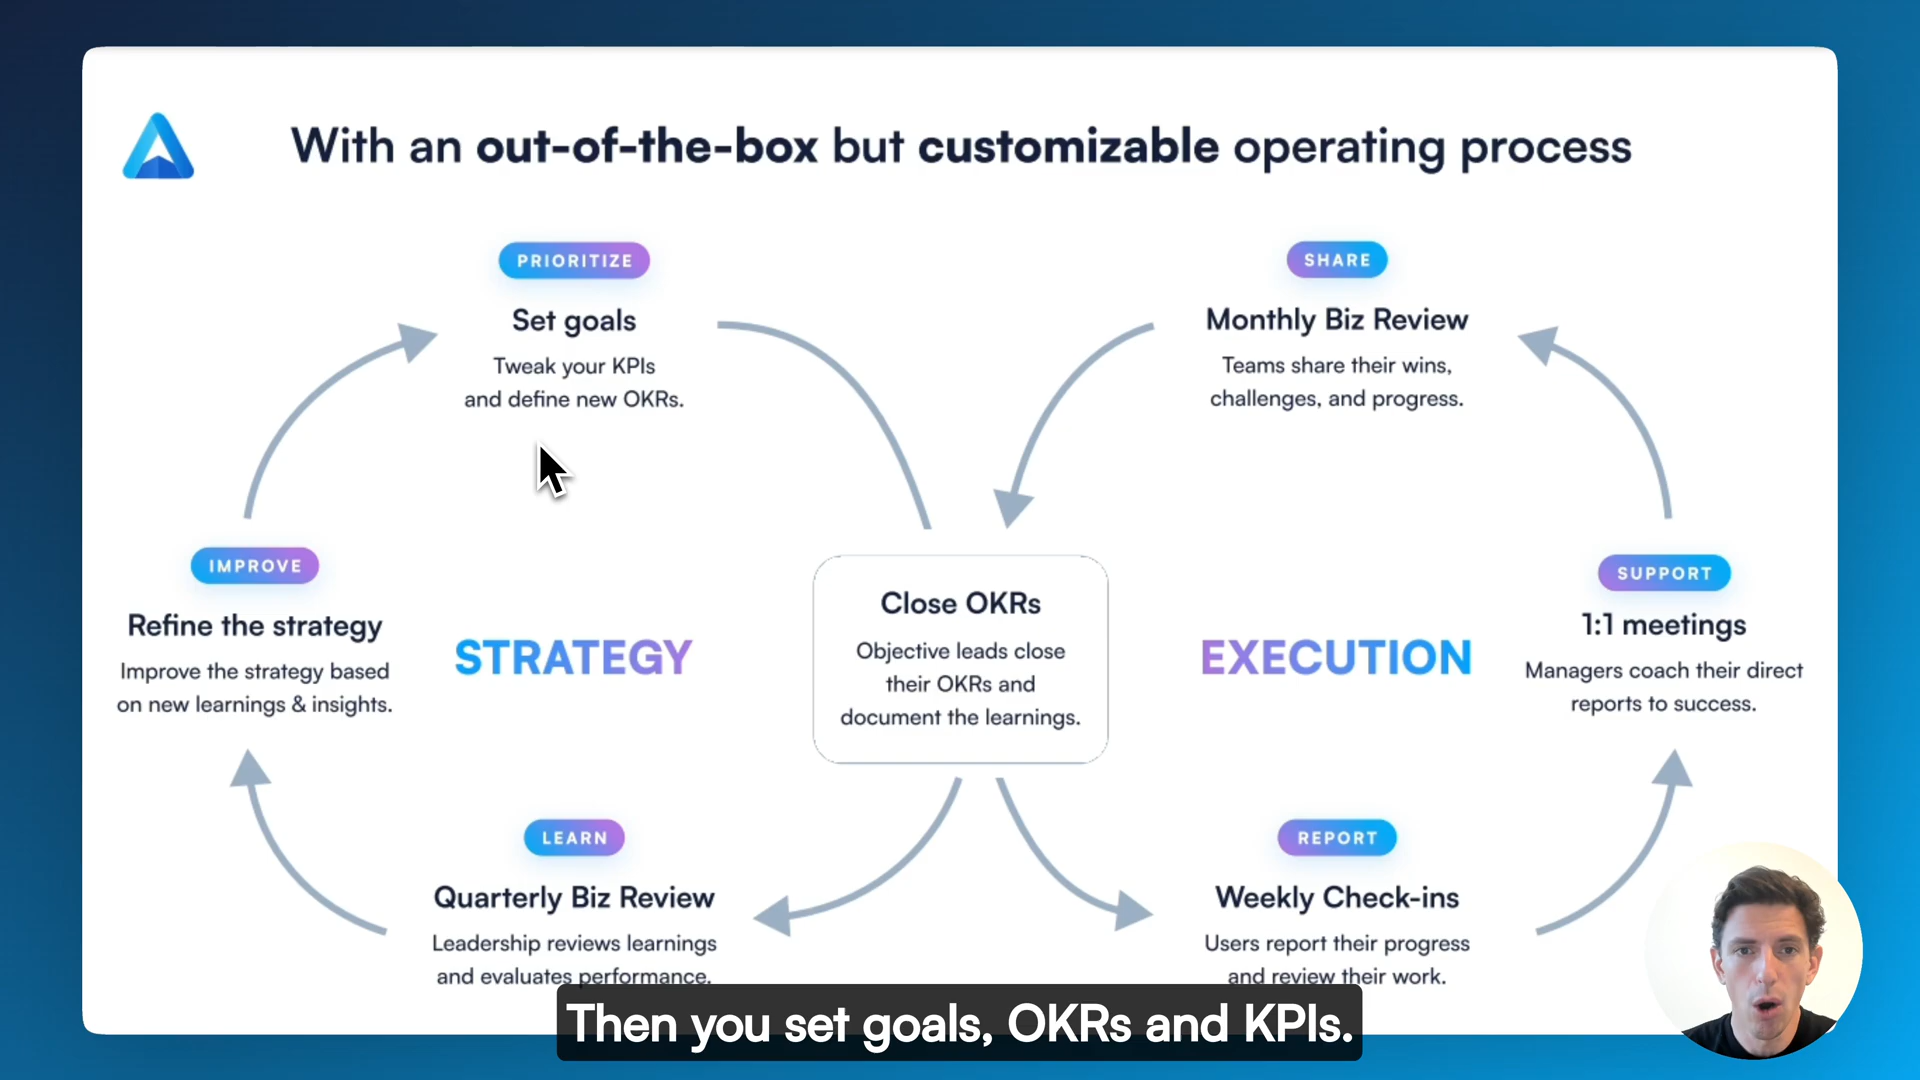 With an out-of-the-box but customizable operating process
PRIORITIZE
Set goals
Tweak your KPIs
and define new OKRs.
SHARE
Monthly Biz Review
Teams share their wins,
challenges, and progress.
IMPROVE
Refine the strategy
Improve the strategy based
on new learnings & insights.
STRATEGY
Close OKRs
Objective leads close
their OKRs and
document the learnings.
EXECUTION
SUPPORT
1:1 meetings
Managers coach their direct
reports to success.
LEARN
Quarterly Biz Review
Leadership reviews learnings
and evaluates performance.
REPORT
Weekly Check-ins
Users report their progress
and review their work.
Then you set goals, OKRs and KPIs.